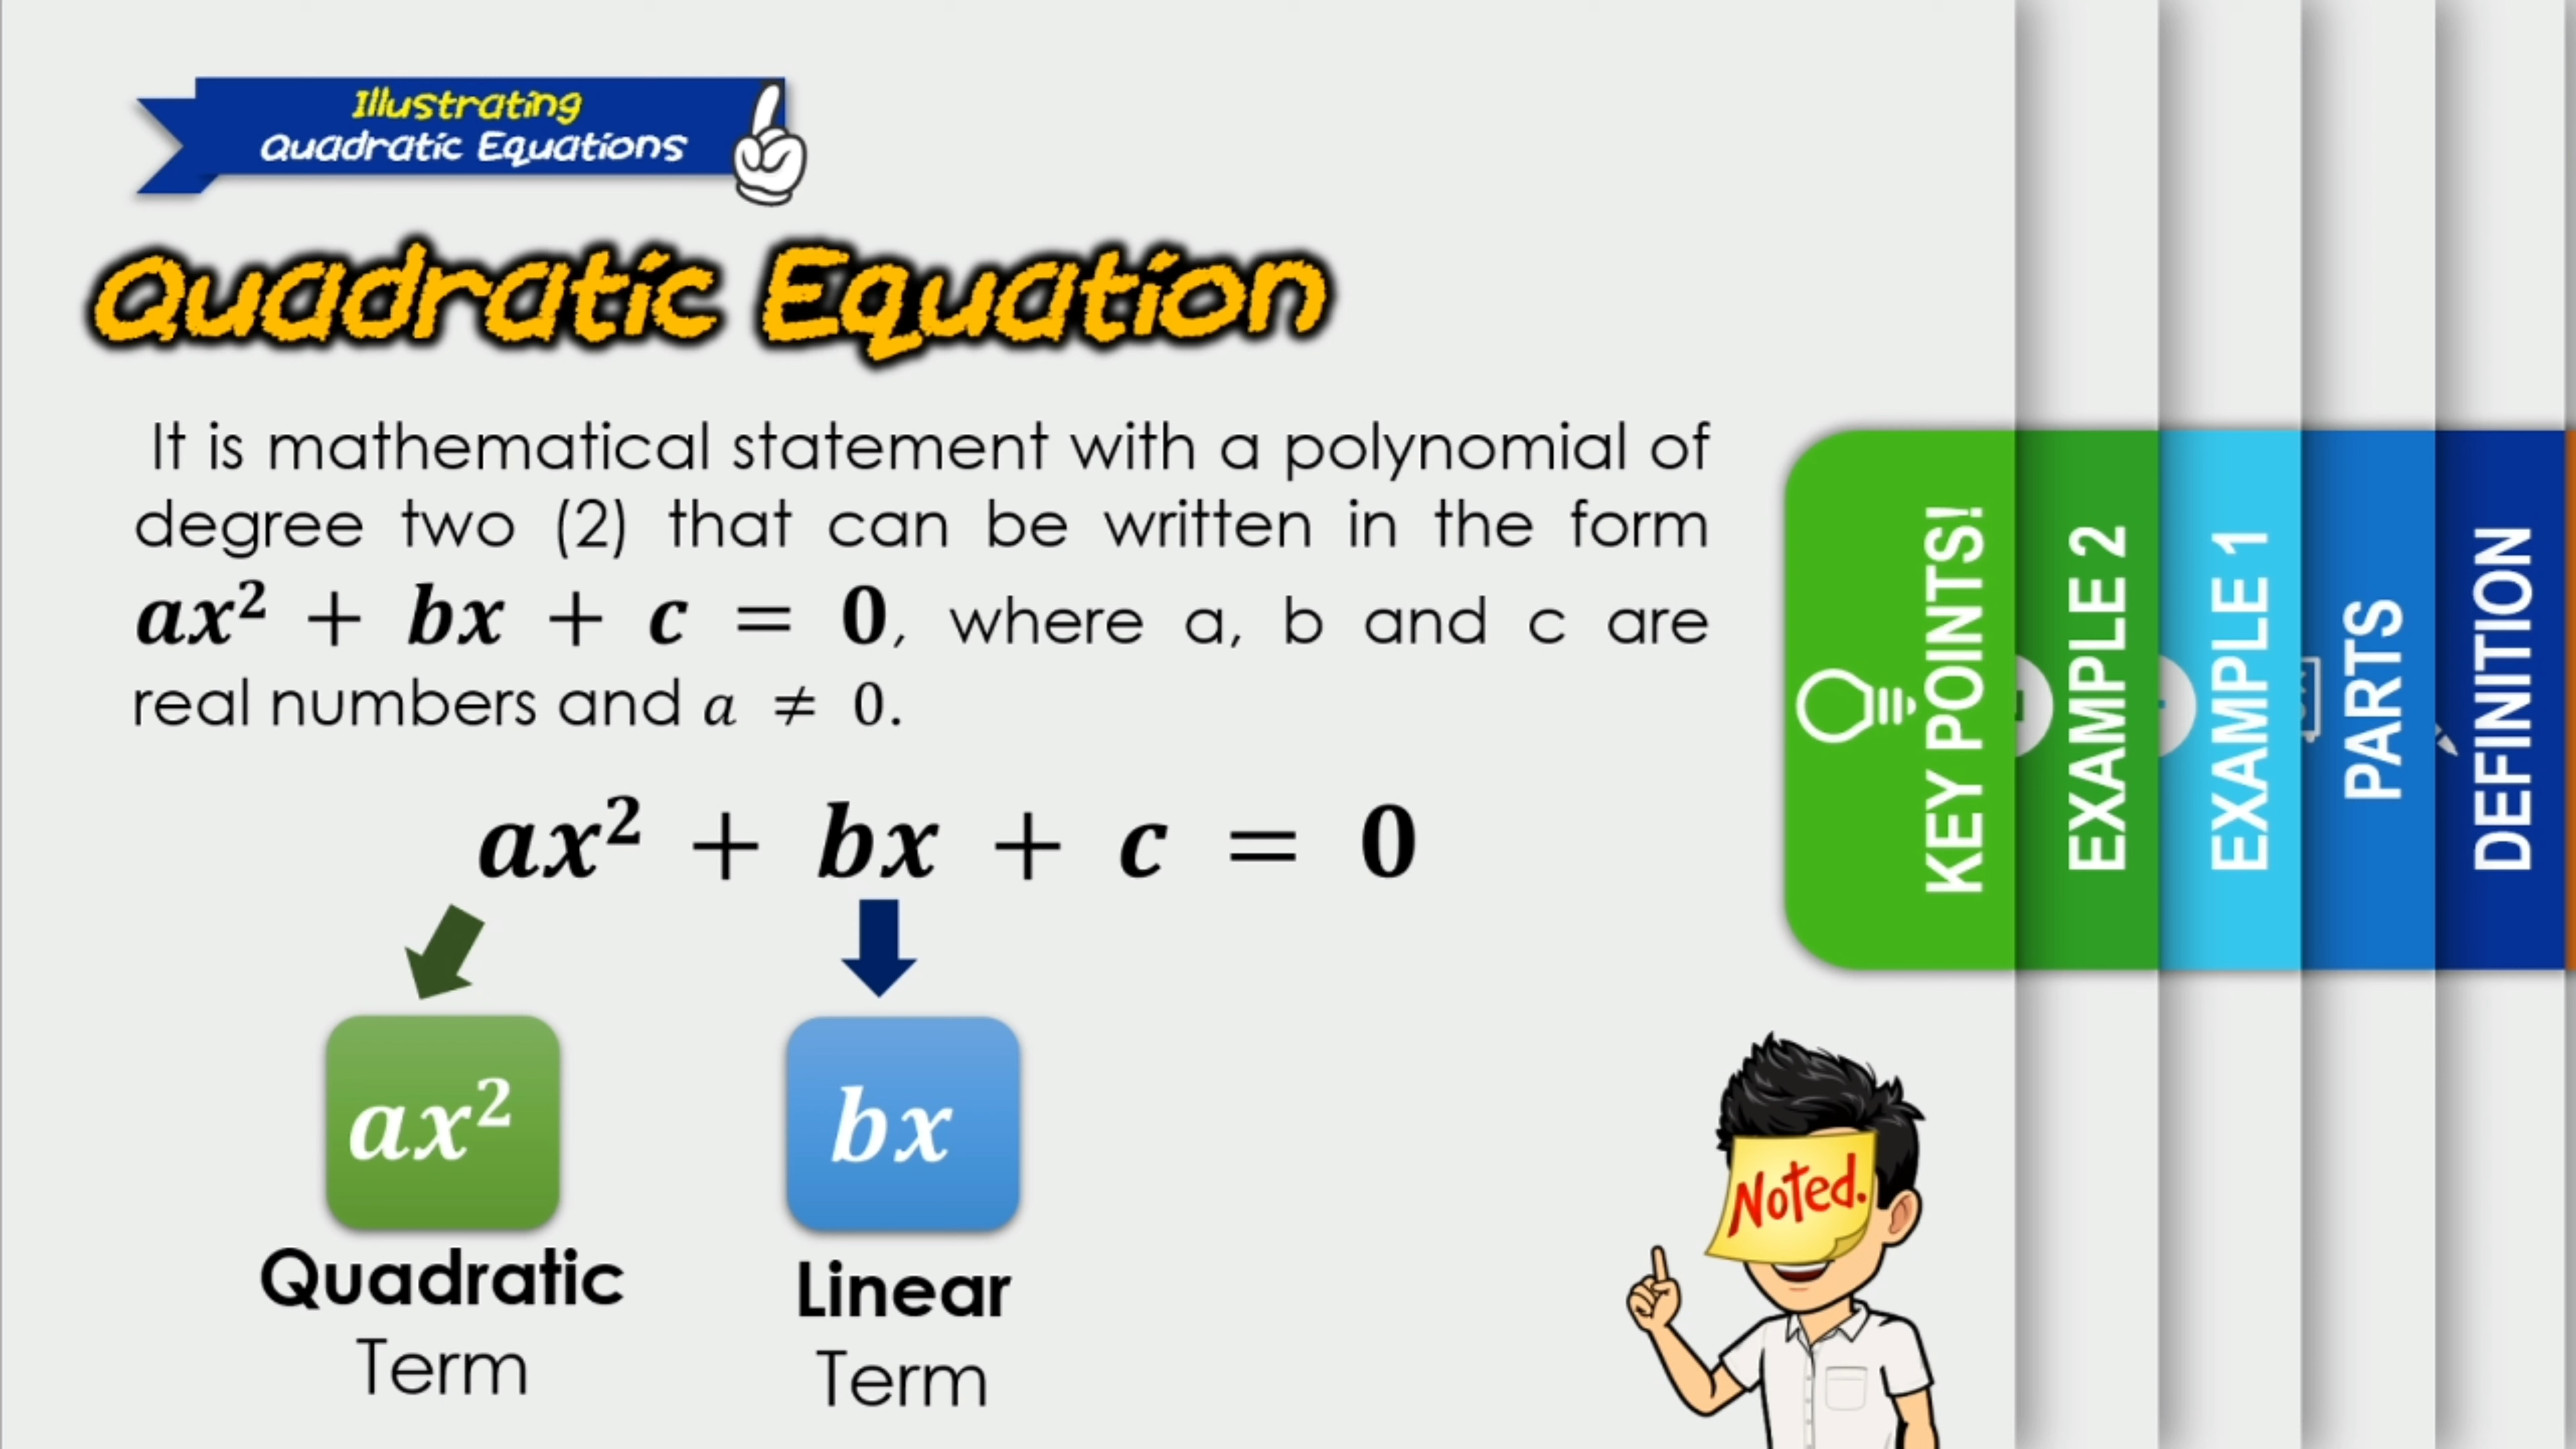 Illustrating
Quadratic Equations
Quadratic Equation
It is mathematical statement with a polynomial of
degree two (2) that can be written in the form
ax² + bx + c = 0, where a, b and c are
real numbers and a ≠ 0.
ax² + bx + c = 0
ax²
bx
Quadratic
Term
Linear
Term
KEY POINTS!
EXAMPLE 2
EXAMPLE 1
PARTS
DEFINITION
Noted.